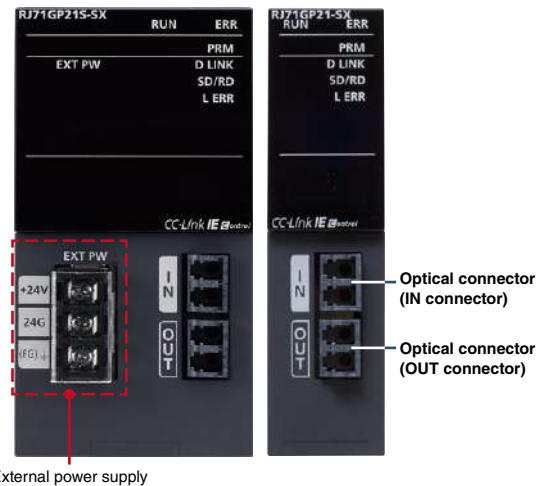 RJ71GP21S-SX
RUN ERR
PRM
EXT PW D LINK
SD/RD
L ERR
CC-Link IE Control
EXT PW
+24V
24G
(FG)
IN
OUT
RJ71GP21-SX
RUN ERR
PRM
D LINK
SD/RD
L ERR
CC-Link IE Control
IN
OUT
Optical connector
(IN connector)
Optical connector
(OUT connector)
External power supply